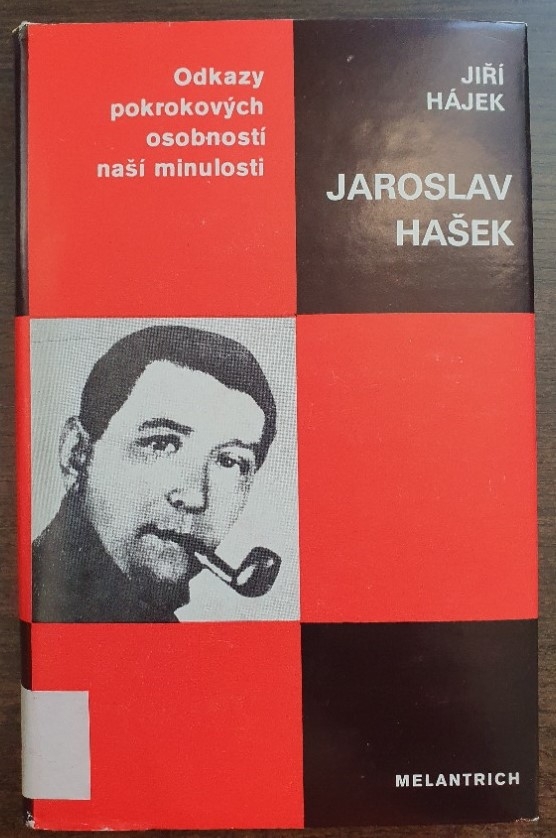 Odkazy
pokrokových
osobností
naší minulosti
JIŘÍ
HÁJEK
JAROSLAV
HAŠEK
MELANTRICH